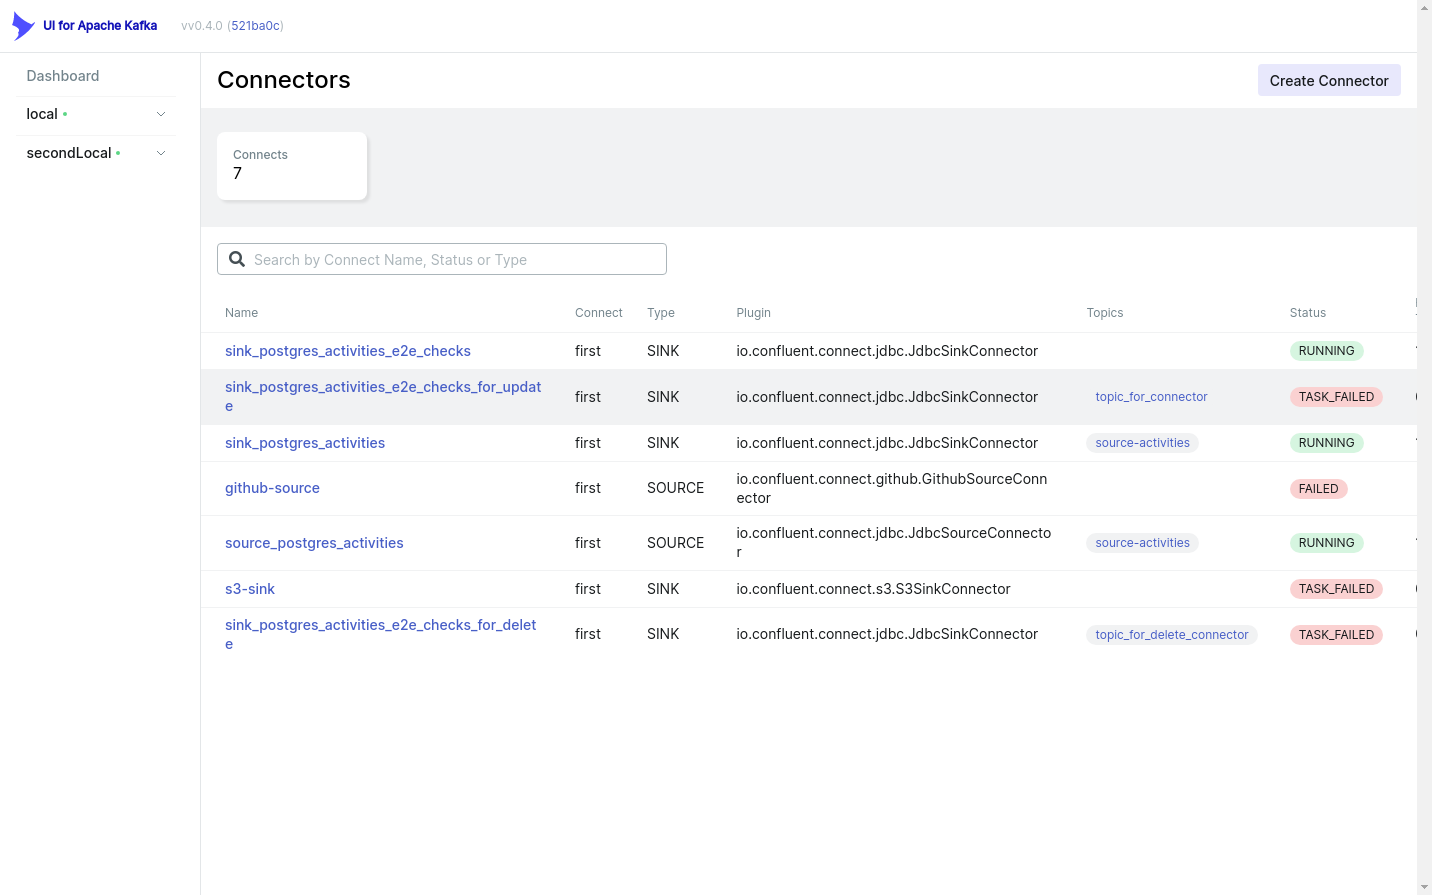 UI for Apache Kafka vv0.4.0 (521ba0c)
Dashboard
local
secondLocal
Connectors
Create Connector
Connects
7
Search by Connect Name, Status or Type
Name Connect Type Plugin Topics Status
sink_postgres_activities_e2e_checks first SINK io.confluent.connect.jdbc.JdbcSinkConnector RUNNING
sink_postgres_activities_e2e_checks_for_updat
e first SINK io.confluent.connect.jdbc.JdbcSinkConnector topic_for_connector TASK_FAILED
sink_postgres_activities first SINK io.confluent.connect.jdbc.JdbcSinkConnector source-activities RUNNING
github-source first SOURCE io.confluent.connect.github.GithubSourceConn
ector FAILED
source_postgres_activities first SOURCE io.confluent.connect.jdbc.JdbcSourceConnecto
r source-activities RUNNING
s3-sink first SINK io.confluent.connect.s3.S3SinkConnector TASK_FAILED
sink_postgres_activities_e2e_checks_for_delet
e first SINK io.confluent.connect.jdbc.JdbcSinkConnector topic_for_delete_connector TASK_FAILED